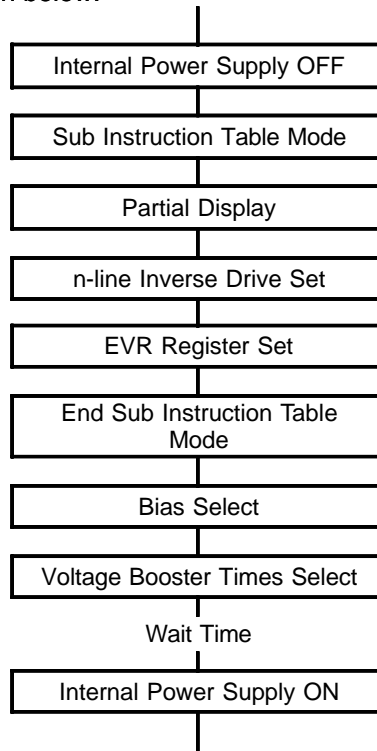 Internal Power Supply OFF
Sub Instruction Table Mode
Partial Display
n-line Inverse Drive Set
EVR Register Set
End Sub Instruction Table
Mode
Bias Select
Voltage Booster Times Select
Wait Time
Internal Power Supply ON